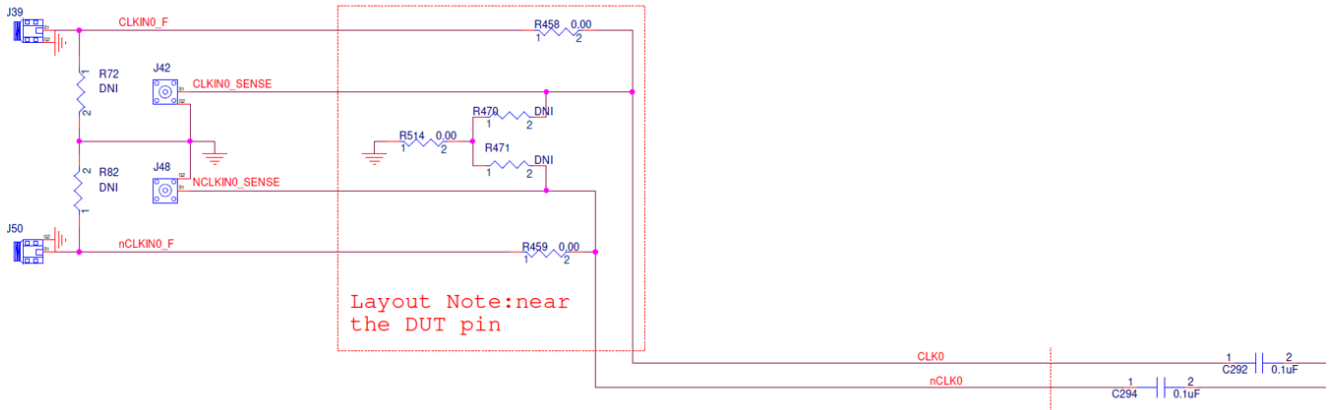 J39
CLKIN0_F
R458 0.00
1 2
1
R72
DNI
2
J42
CLKIN0_SENSE
R470 DNI
1 2
R514 0.00
1 2
R471
DNI
1 2
2
R82
DNI
1
J48
NCLKIN0_SENSE
J50
nCLKIN0_F
R459 0.00
1 2
Layout Note:near
the DUT pin
CLK0
1 2
C292 0.1uF
nCLK0
1 2
C294 0.1uF